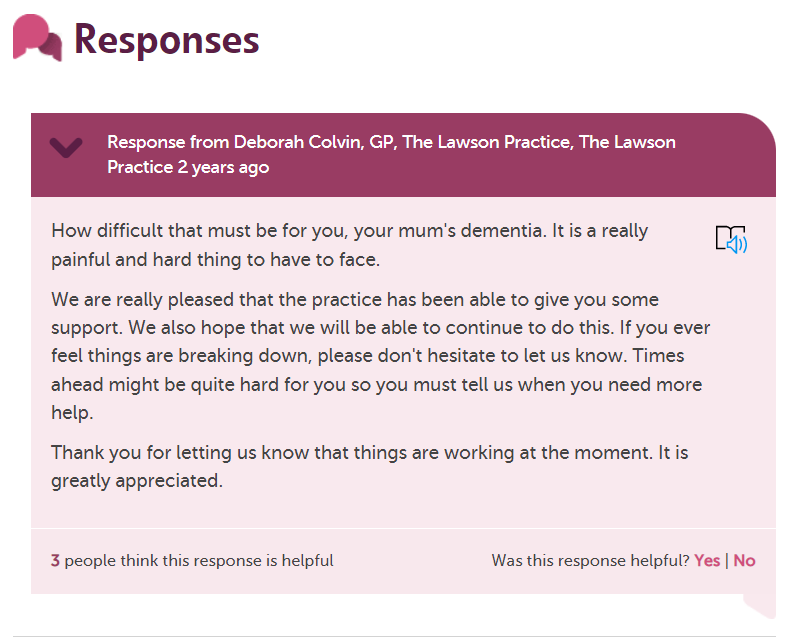 Responses
Response from Deborah Colvin, GP, The Lawson Practice, The Lawson
Practice 2 years ago
How difficult that must be for you, your mum's dementia. It is a really
painful and hard thing to have to face.
We are really pleased that the practice has been able to give you some
support. We also hope that we will be able to continue to do this. If you ever
feel things are breaking down, please don't hesitate to let us know. Times
ahead might be quite hard for you so you must tell us when you need more
help.
Thank you for letting us know that things are working at the moment. It is
greatly appreciated.
3 people think this response is helpful
Was this response helpful? Yes | No